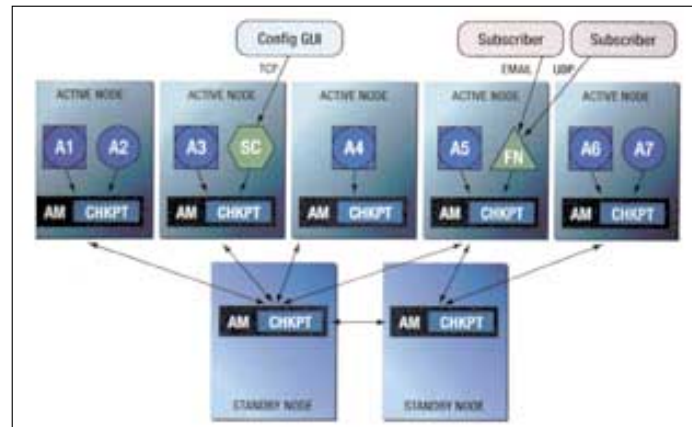 Config GUI
Subscriber
Subscriber
TCP
EMAIL
UDP
ACTIVE NODE
ACTIVE NODE
ACTIVE NODE
ACTIVE NODE
ACTIVE NODE
A1
A2
A3
SC
A4
A5
FN
A6
A7
AM CHKPT
AM CHKPT
AM CHKPT
AM CHKPT
AM CHKPT
AM CHKPT
AM CHKPT
STANDBY NODE
STANDBY NODE